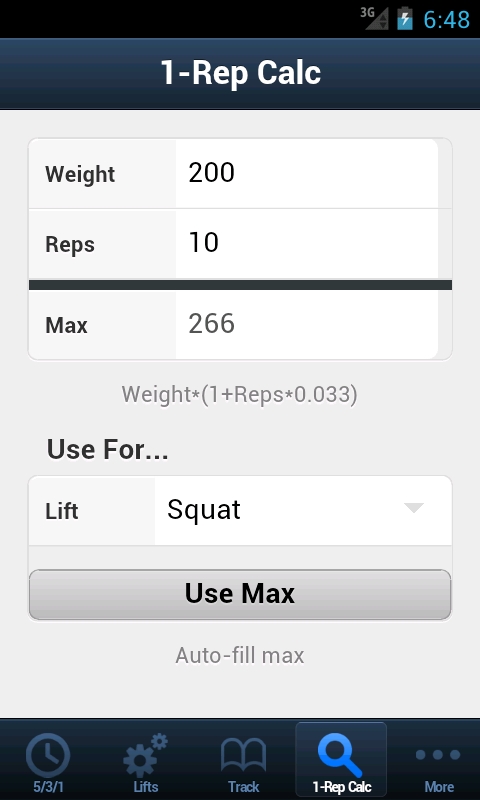 3G 6:48
1-Rep Calc
Weight 200
Reps 10
Max 266
Weight*(1+Reps*0.033)
Use For...
Lift Squat
Use Max
Auto-fill max
5/3/1 Lifts Track 1-Rep Calc More